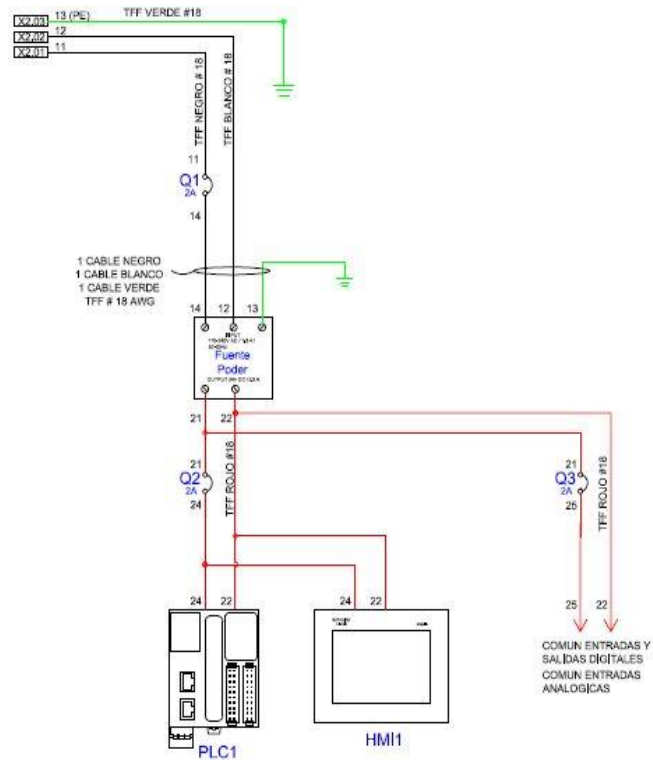 X2,03 13 (PE) TFF VERDE #18
X2,02 12
X2,01 11
TFF NEGRO # 18
TFF BLANCO # 18
11
Q1
2A
14
1 CABLE NEGRO
1 CABLE BLANCO
1 CABLE VERDE
TFF # 18 AWG
14 12 13
INPUT
Fuente
Poder
21 22
21
Q2
2A
24
TFF ROJO #18
21
Q3
2A
25
TFF ROJO #18
24 22
24 22
25 22
COMUN ENTRADAS Y
SALIDAS DIGITALES
COMUN ENTRADAS
ANALOGICAS
PLC1
HMI1